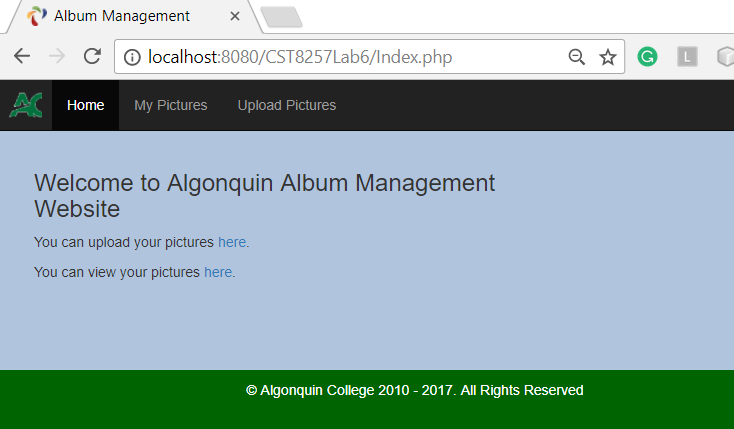 Album Management
localhost:8080/CST8257Lab6/Index.php
L
AC
Home My Pictures Upload Pictures
Welcome to Algonquin Album Management
Website
You can upload your pictures here.
You can view your pictures here.
© Algonquin College 2010 - 2017. All Rights Reserved